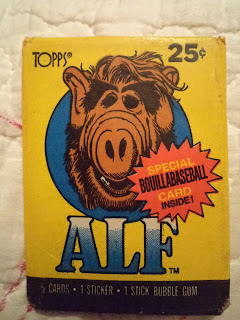 TOPPS® 25¢
SPECIAL
BOUILLABASEBALL
CARD
INSIDE!
ALF™
5 CARDS • 1 STICKER • 1 STICK BUBBLE GUM